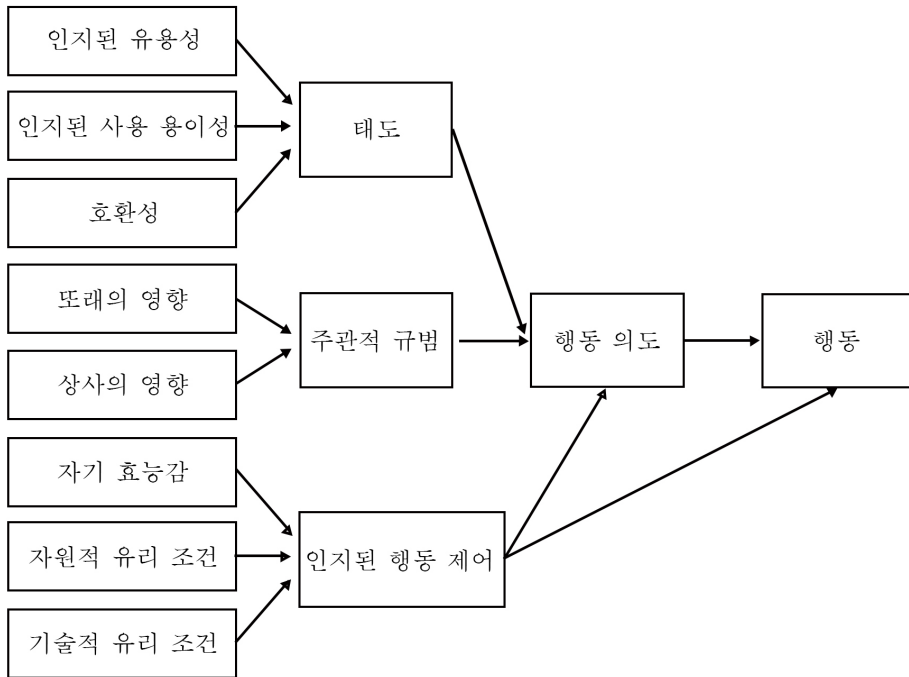 인지된 유용성
인지된 사용 용이성
호환성
또래의 영향
상사의 영향
자기 효능감
자원적 유리 조건
기술적 유리 조건
태도
주관적 규범
인지된 행동 제어
행동 의도
행동